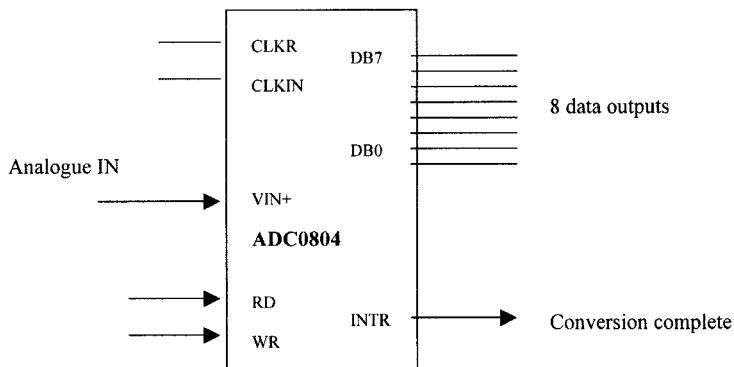 CLKR
DB7
CLKIN
8 data outputs
DB0
Analogue IN
VIN+
ADC0804
RD
INTR
Conversion complete
WR